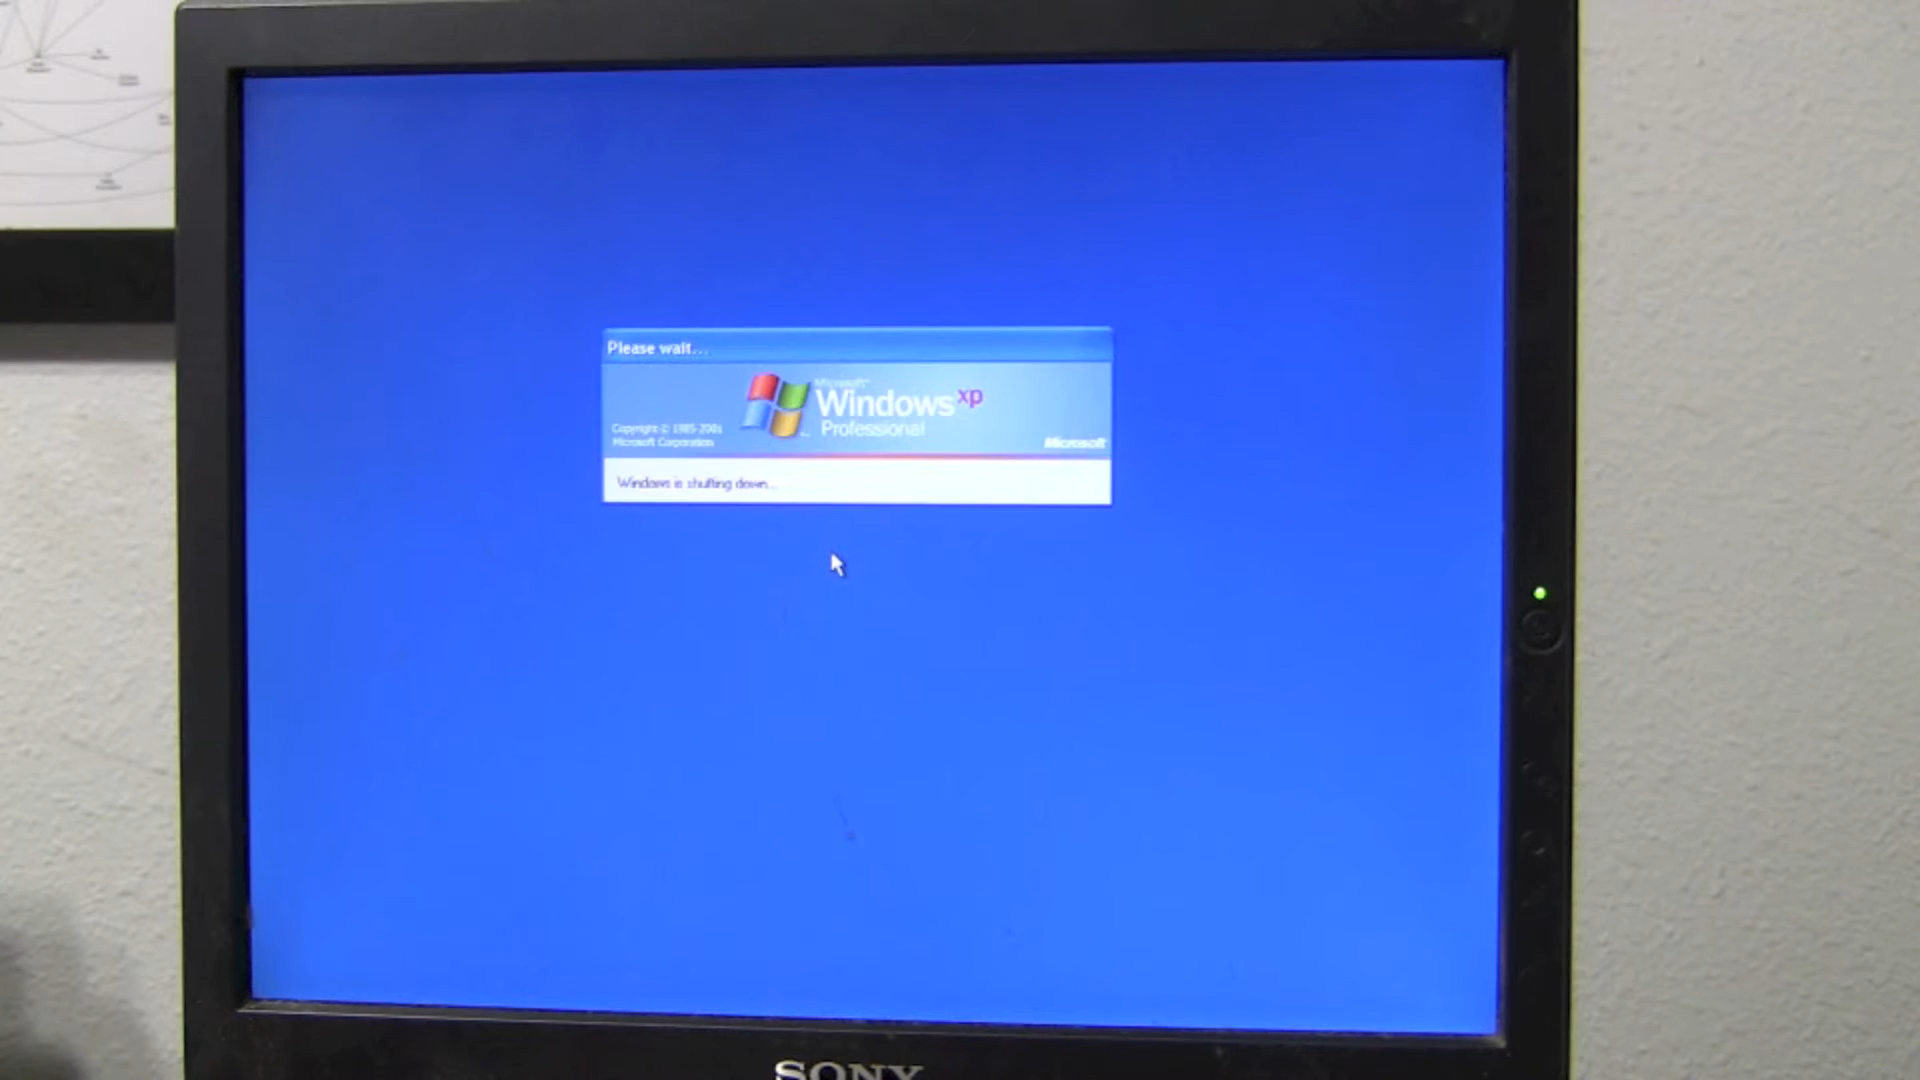 Please wait...
Microsoft®
Windows xp
Professional
Copyright © 1985-2001
Microsoft Corporation
Microsoft
Windows is shutting down...
SONY